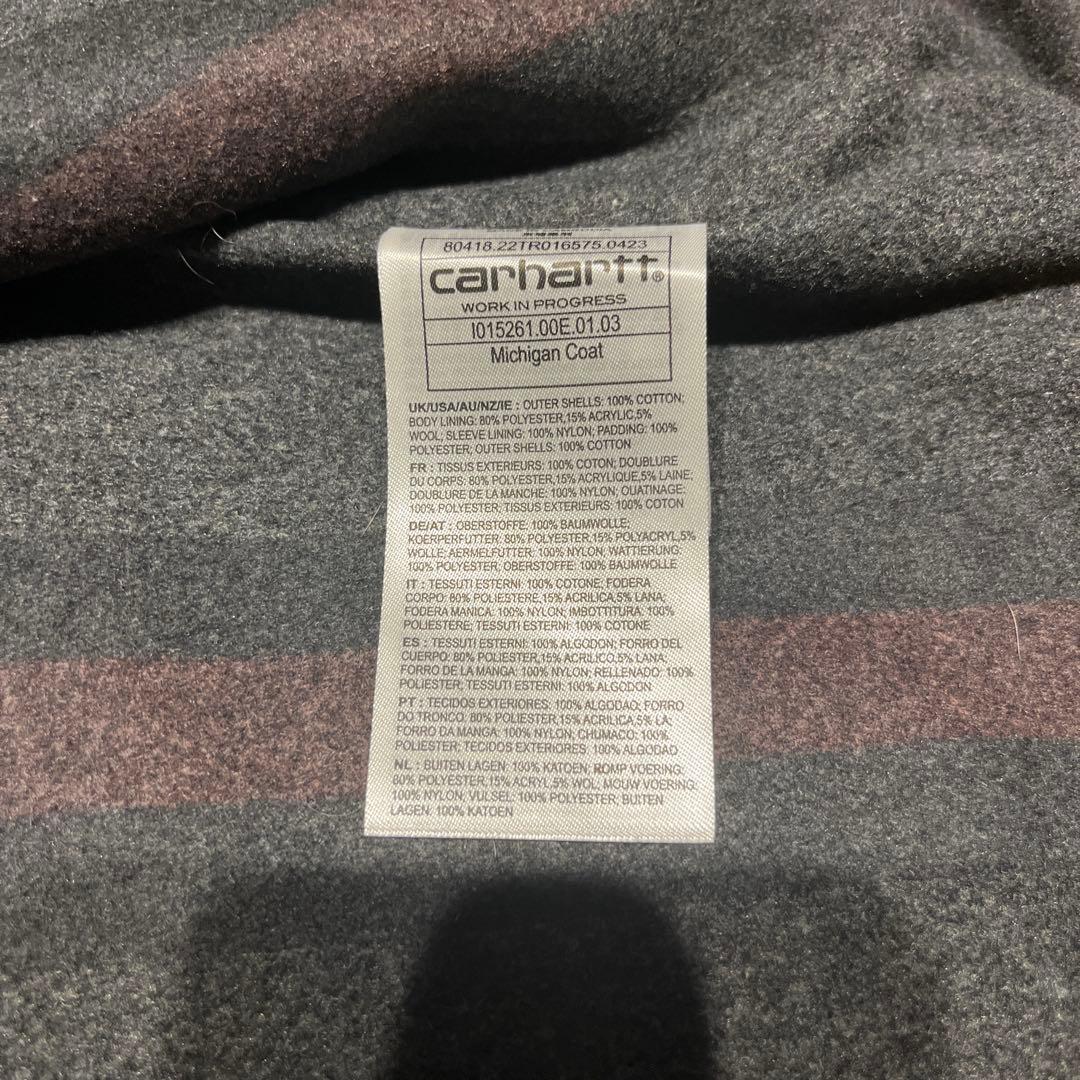 80418.22TR016575.0423
carhartt®
WORK IN PROGRESS
I015261.00E.01.03
Michigan Coat
UK/USA/AU/NZ/IE : OUTER SHELLS: 100% COTTON;
BODY LINING: 80% POLYESTER,15% ACRYLIC,5%
WOOL; SLEEVE LINING: 100% NYLON; PADDING: 100%
POLYESTER; OUTER SHELLS: 100% COTTON
FR : TISSUS EXTERIEURS: 100% COTON; DOUBLURE
DU CORPS: 80% POLYESTER,15% ACRYLIQUE,5% LAINE;
DOUBLURE DE LA MANCHE: 100% NYLON; OUATINAGE:
100% POLYESTER; TISSUS EXTERIEURS: 100% COTON
DE/AT : OBERSTOFFE: 100% BAUMWOLLE;
KOERPERFUTTER: 80% POLYESTER,15% POLYACRYL,5%
WOLLE; AERMELFUTTER: 100% NYLON; WATTIERUNG:
100% POLYESTER; OBERSTOFFE: 100% BAUMWOLLE
IT : TESSUTI ESTERNI: 100% COTONE; FODERA
CORPO: 80% POLIESTERE,15% ACRILICA,5% LANA;
FODERA MANICA: 100% NYLON; IMBOTTITURA: 100%
POLIESTERE; TESSUTI ESTERNI: 100% COTONE
ES : TESSUTI ESTERNI: 100% ALGODON; FORRO DEL
CUERPO: 80% POLIESTER,15% ACRILICO,5% LANA;
FORRO DE LA MANGA: 100% NYLON; RELLENADO: 100%
POLIESTER; TESSUTI ESTERNI: 100% ALGODON
PT : TECIDOS EXTERIORES: 100% ALGODAO; FORRO
DO TRONCO: 80% POLYESTER,15% ACRILICA,5% LA;
FORRO DA MANGA: 100% NYLON; CHUMACO: 100%
POLIESTER; TECIDOS EXTERIORES: 100% ALGODAO
NL : BUITEN LAGEN: 100% KATOEN; ROMP VOERING:
80% POLYESTER,15% ACRYL,5% WOL; MOUW VOERING:
100% NYLON; VULSEL: 100% POLYESTER; BUITEN
LAGEN: 100% KATOEN